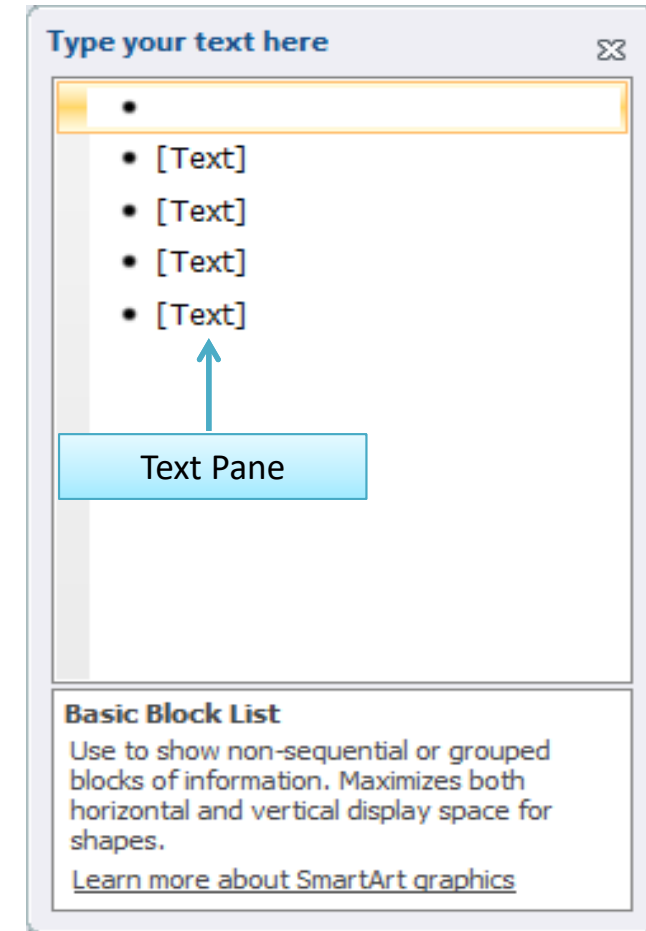 Type your text here
•
• [Text]
• [Text]
• [Text]
• [Text]
Text Pane
Basic Block List
Use to show non-sequential or grouped
blocks of information. Maximizes both
horizontal and vertical display space for
shapes.
Learn more about SmartArt graphics